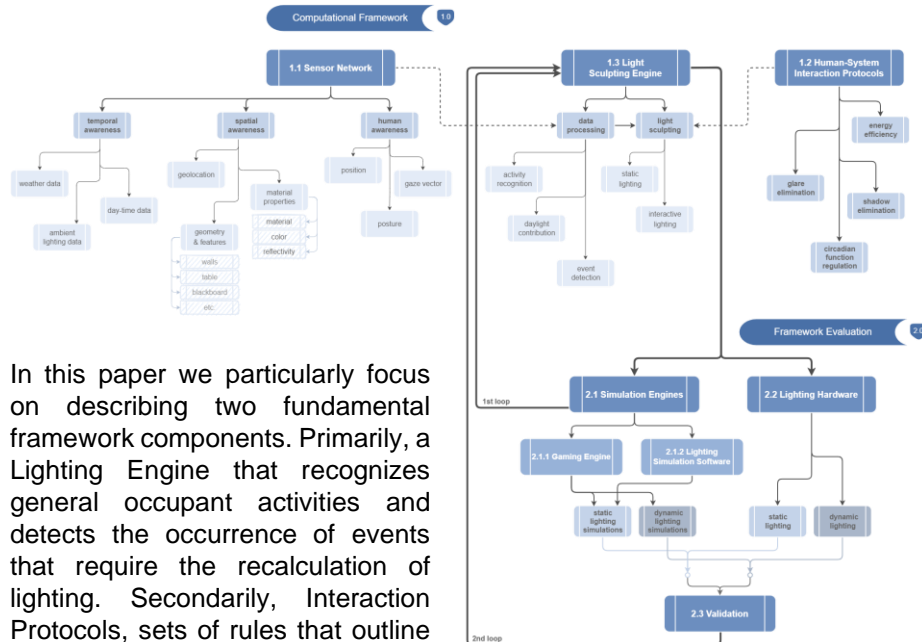 Computational Framework
1.0
1.1 Sensor Network
1.3 Light
Sculpting Engine
1.2 Human-System
Interaction Protocols
temporal
awareness
spatial
awareness
human
awareness
data
processing
light
sculpting
energy
efficiency
weather data
geolocation
position
gaze vector
activity
recognition
static
lighting
glare
elimination
shadow
elimination
day-time data
material
properties
ambient
lighting data
geometry
& features
material
color
reflectivity
posture
daylight
contribution
interactive
lighting
circadian
function
regulation
walls
table
blackboard
etc.
event
detection
Framework Evaluation
2.0
In this paper we particularly focus
on describing two fundamental
framework components. Primarily, a
Lighting Engine that recognizes
general occupant activities and
detects the occurrence of events
that require the recalculation of
lighting. Secondarily, Interaction
Protocols, sets of rules that outline
2.1 Simulation Engines
2.2 Lighting Hardware
1st loop
2.1.1 Gaming Engine
2.1.2 Lighting
Simulation Software
static
lighting
simulations
dynamic
lighting
simulations
static
lighting
dynamic
lighting
2.3 Validation
2nd loop